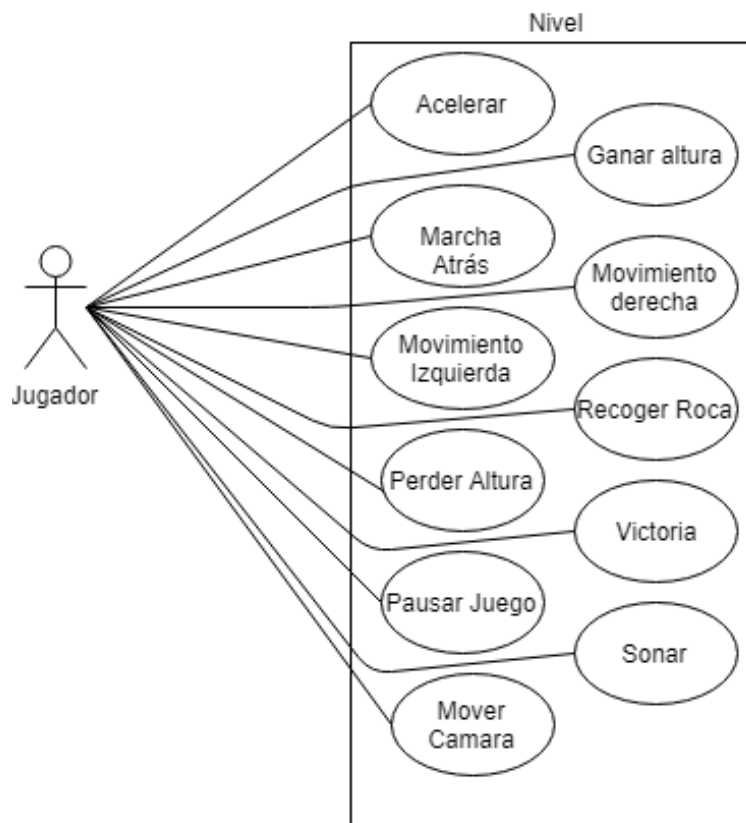 Nivel
Acelerar
Ganar altura
Marcha
Atrás
Movimiento
derecha
Movimiento
Izquierda
Jugador
Recoger Roca
Perder Altura
Victoria
Pausar Juego
Sonar
Mover
Camara